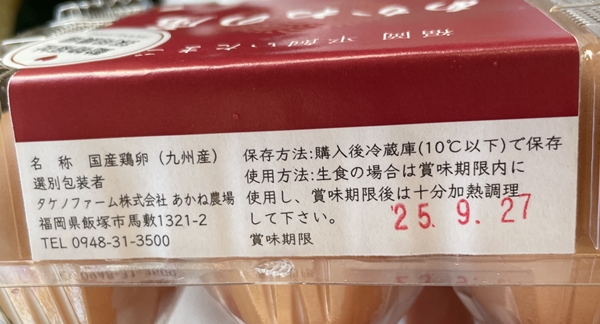 名 称 国産鶏卵（九州産）
選別包装者
タケノファーム株式会社 あかね農場
福岡県飯塚市馬敷1321-2
TEL 0948-31-3500
保存方法:購入後冷蔵庫(10℃以下)で保存
使用方法:生食の場合は賞味期限内に
使用し、賞味期限後は十分加熱調理
して下さい。
賞味期限
'25.9.27